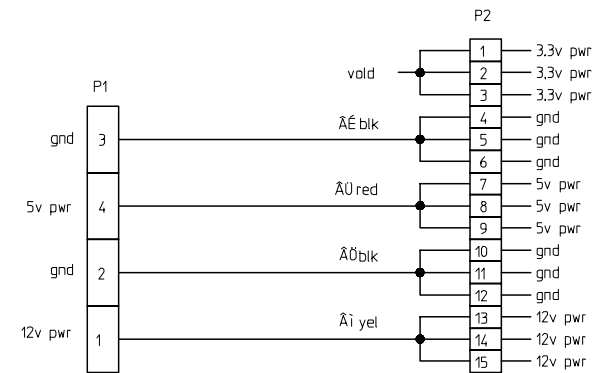 P2
P1
vold
1 3.3v pwr
2 3.3v pwr
3 3.3v pwr
gnd 3
ÂÉ blk
4 gnd
5 gnd
6 gnd
5v pwr 4
ÂÜ red
7 5v pwr
8 5v pwr
9 5v pwr
gnd 2
ÂÖblk
10 gnd
11 gnd
12 gnd
12v pwr 1
Âì yel
13 12v pwr
14 12v pwr
15 12v pwr